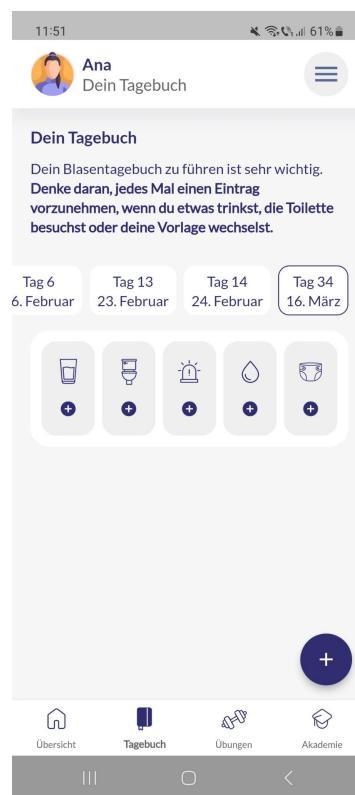 11:51
61%
Ana
Dein Tagebuch
Dein Tagebuch
Dein Blasentagebuch zu führen ist sehr wichtig.
Denke daran, jedes Mal einen Eintrag
vorzunehmen, wenn du etwas trinkst, die Toilette
besuchst oder deine Vorlage wechselst.
Tag 6
6. Februar
Tag 13
23. Februar
Tag 14
24. Februar
Tag 34
16. März
Übersicht
Tagebuch
Übungen
Akademie